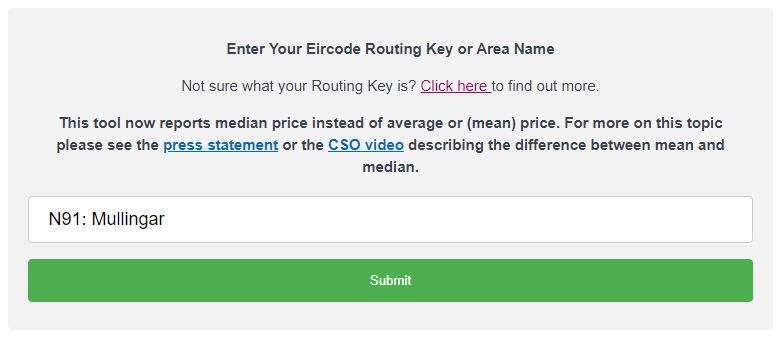 Enter Your Eircode Routing Key or Area Name
Not sure what your Routing Key is? Click here to find out more.
This tool now reports median price instead of average or (mean) price. For more on this topic
please see the press statement or the CSO video describing the difference between mean and
median.
N91: Mullingar
Submit